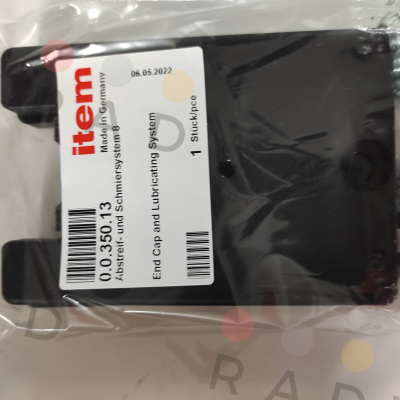 item
06.05.2022
Made in Germany
0.0.350.13
Abstreif- und Schmiersystem 8
End Cap and Lubricating System
1 Stück/pce